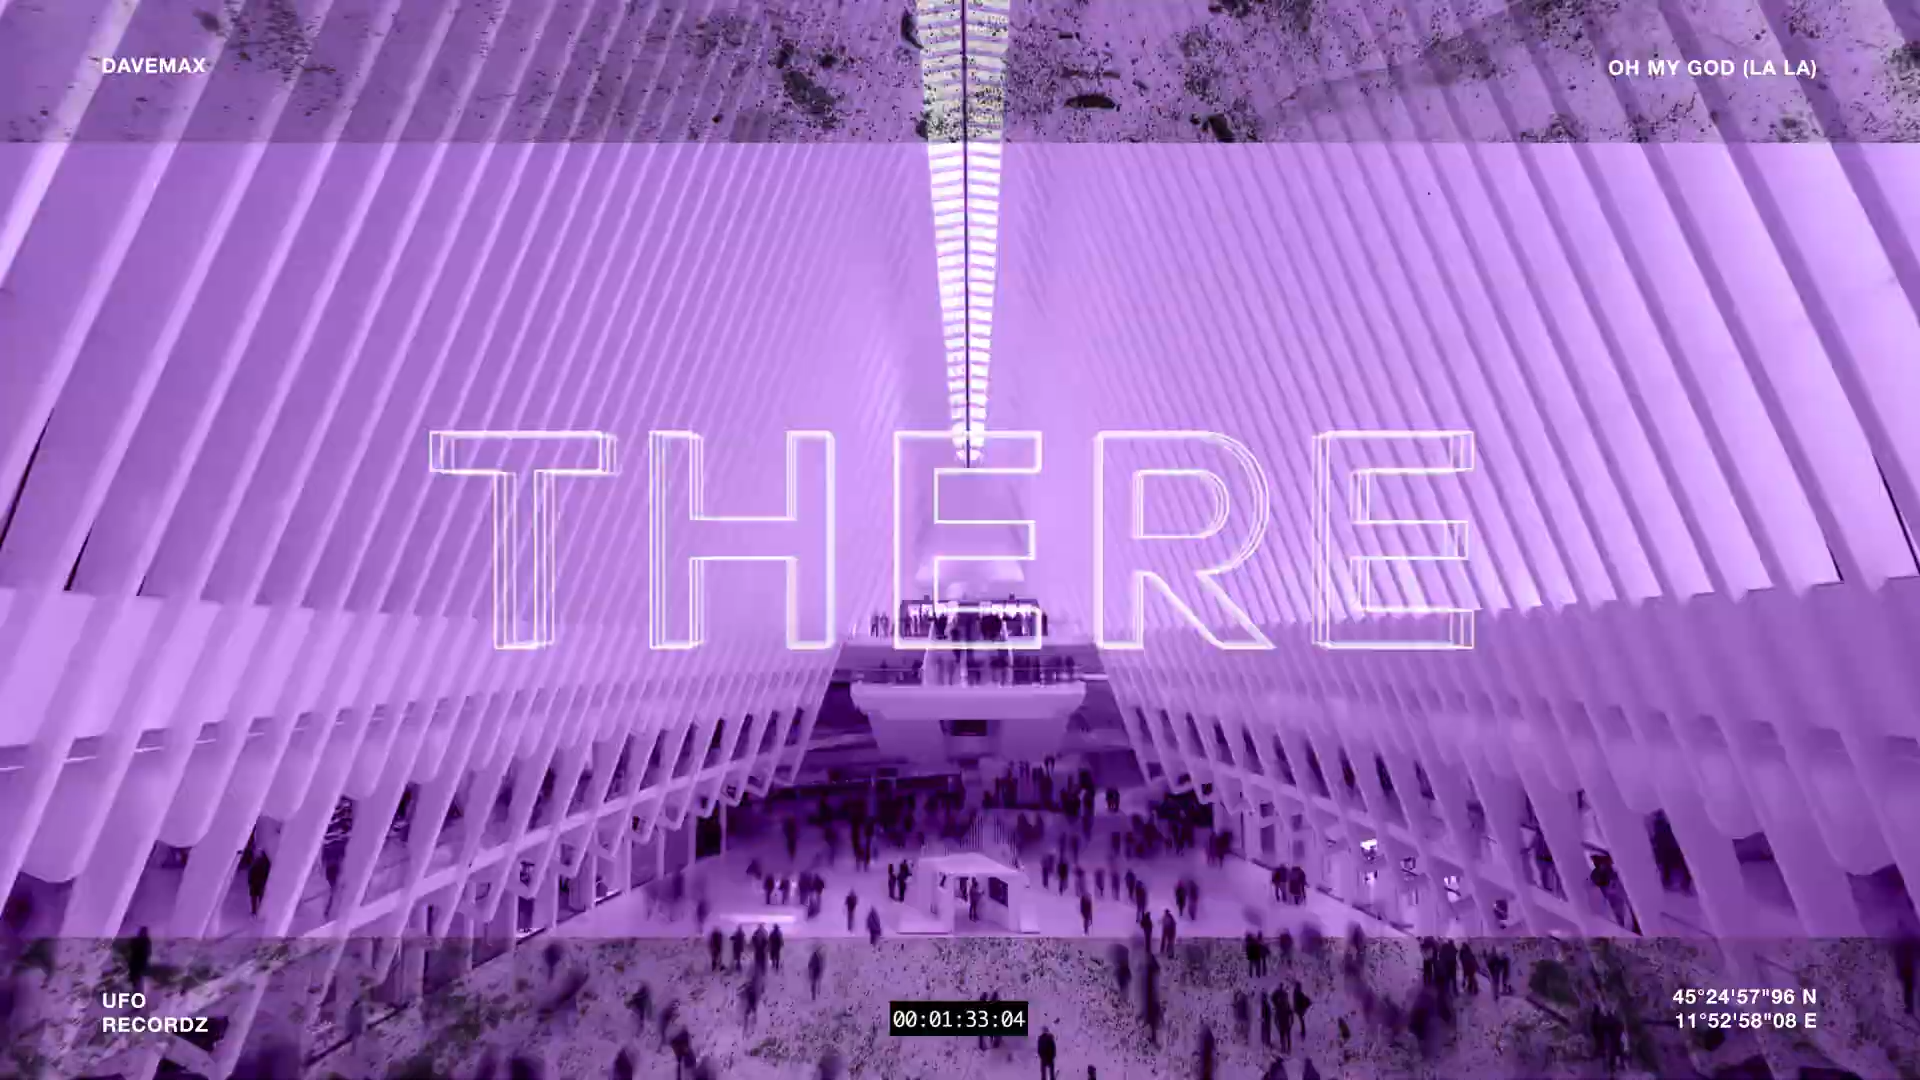 DAVEMAX
OH MY GOD (LA LA)
THERE
UFO
RECORDZ
00:01:33:04
45°24'57"96 N
11°52'58"08 E